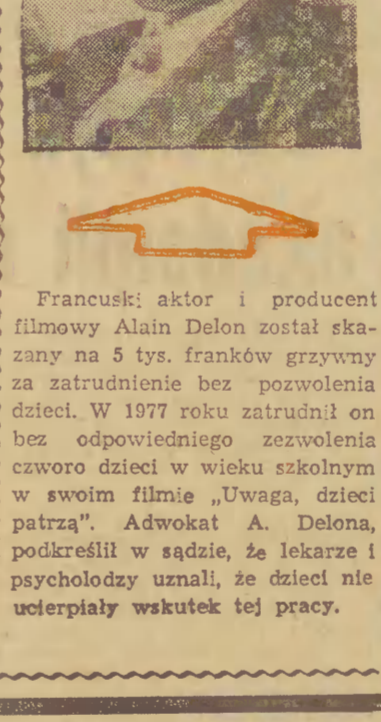 Francuski aktor i producent
filmowy Alain Delon został ska-
zany na 5 tys. franków grzywny
za zatrudnienie bez pozwolenia
dzieci. W 1977 roku zatrudnił on
bez odpowiedniego zezwolenia
czworo dzieci w wieku szkolnym
w swoim filmie „Uwaga, dzieci
patrzą”. Adwokat A. Delona,
podkreślił w sądzie, że lekarze i
psycholodzy uznali, że dzieci nie
ucierpiały wskutek tej pracy.